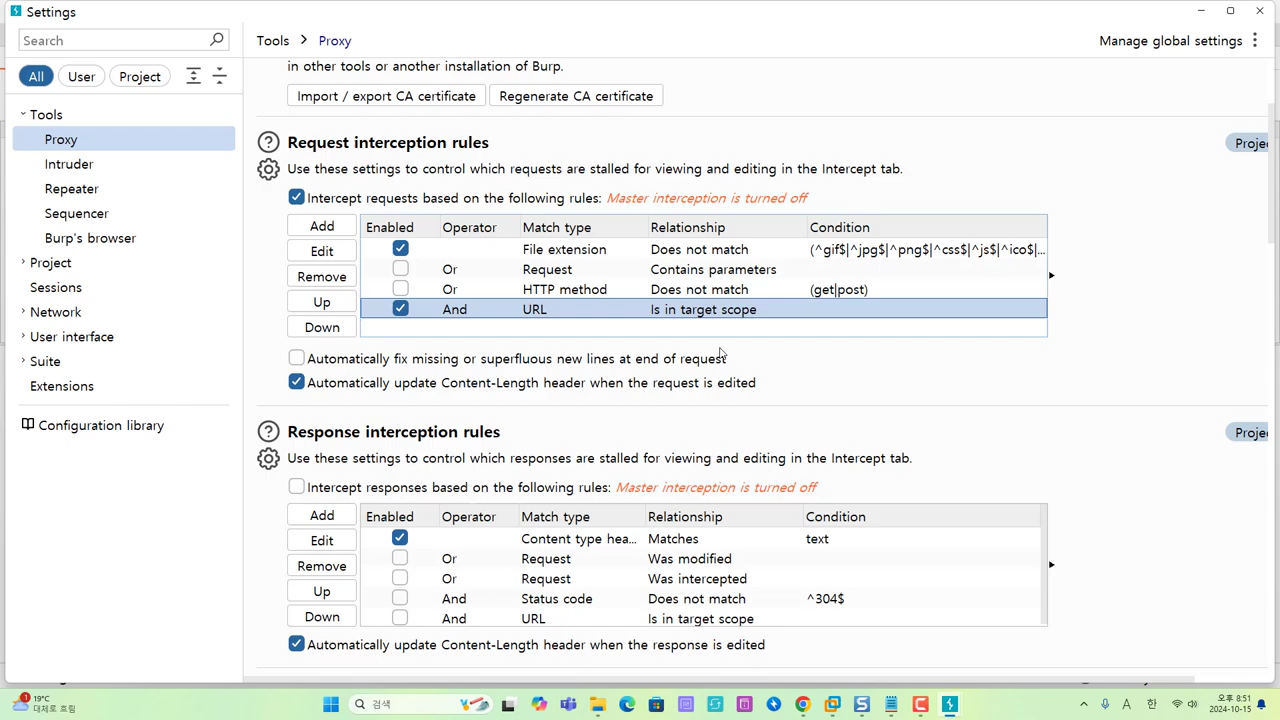 Settings
Search
All User Project
Tools
Proxy
Intruder
Repeater
Sequencer
Burp's browser
Project
Sessions
Network
User interface
Suite
Extensions
Configuration library
Tools > Proxy
Manage global settings
in other tools or another installation of Burp.
Import / export CA certificate Regenerate CA certificate
Request interception rules
Use these settings to control which requests are stalled for viewing and editing in the Intercept tab.
Intercept requests based on the following rules: Master interception is turned off
Add
Edit
Remove
Up
Down
Enabled Operator Match type Relationship Condition
File extension Does not match (^gif$|^jpg$|^png$|^css$|^js$|^ico$|...
Or Request Contains parameters
Or HTTP method Does not match (get|post)
And URL Is in target scope
Automatically fix missing or superfluous new lines at end of request
Automatically update Content-Length header when the request is edited
Response interception rules
Use these settings to control which responses are stalled for viewing and editing in the Intercept tab.
Intercept responses based on the following rules: Master interception is turned off
Add
Edit
Remove
Up
Down
Enabled Operator Match type Relationship Condition
Content type hea... Matches text
Or Request Was modified
Or Request Was intercepted
And Status code Does not match ^304$
And URL Is in target scope
Automatically update Content-Length header when the response is edited
1
19°C
대체로 흐림
검색
A 한
오후 8:51
2024-10-15